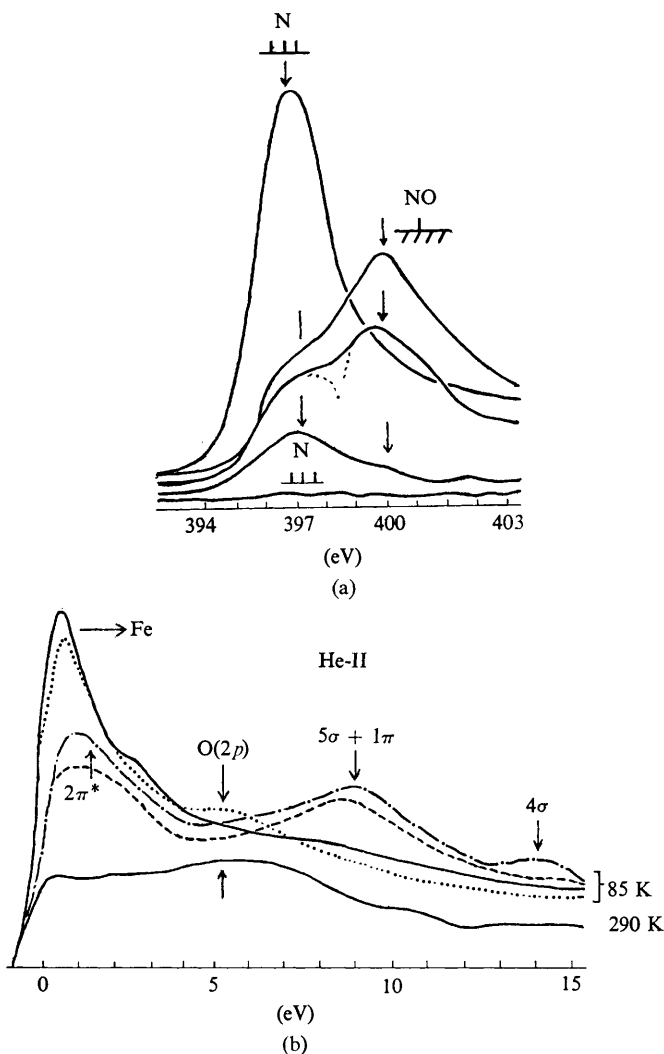 N
NO
N
394 397 400 403
(eV)
(a)
→Fe
He-II
5σ + 1π
O(2p)
2π*
4σ
85 K
290 K
0 5 10 15
(eV)
(b)